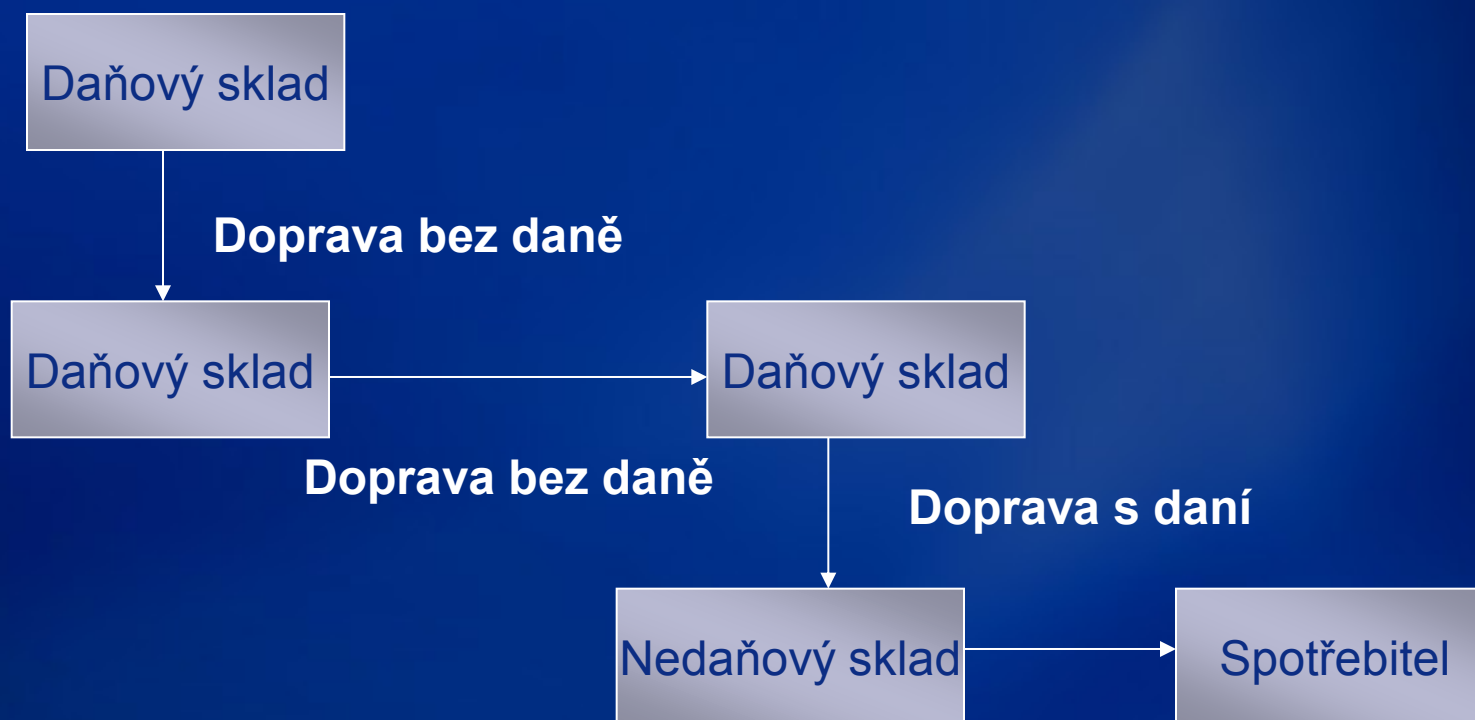 Daňový sklad
Doprava bez daně
Daňový sklad
Daňový sklad
Doprava bez daně
Doprava s daní
Nedaňový sklad
Spotřebitel